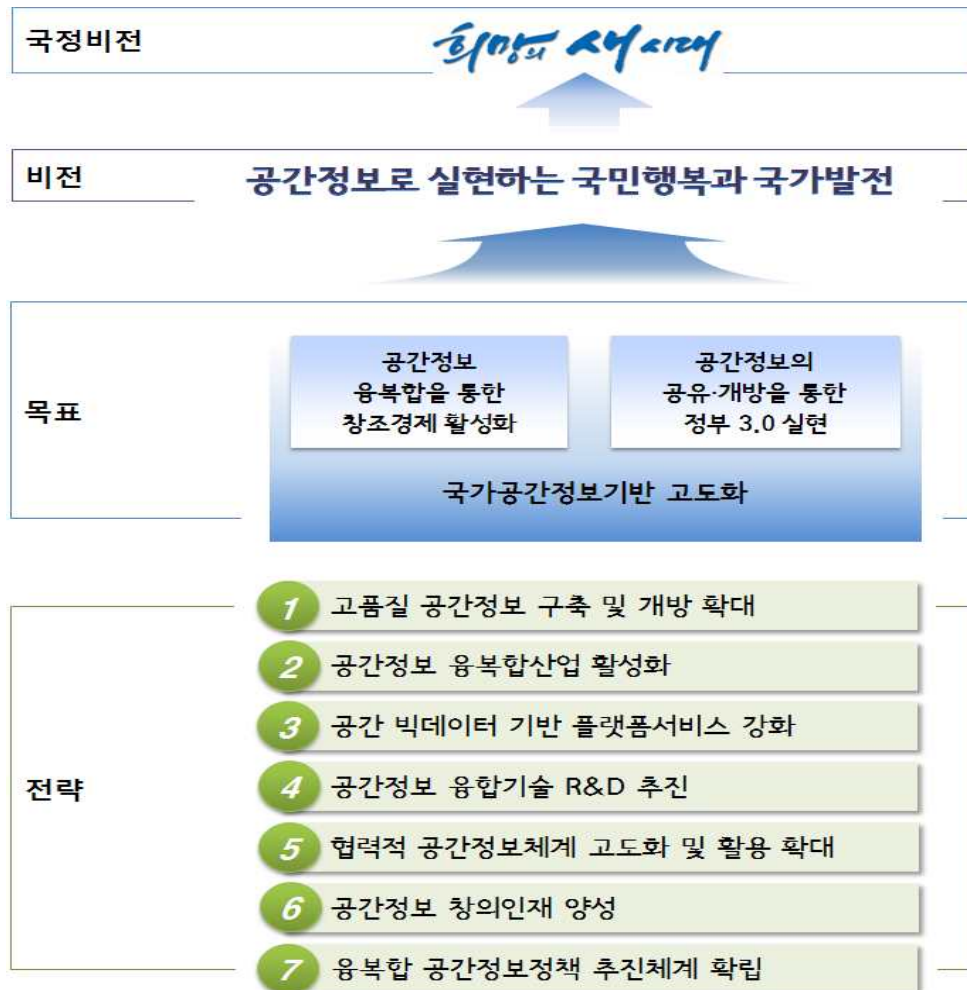 국정비전
희망의 새 시대
비전
공간정보로 실현하는 국민행복과 국가발전
목표
공간정보
융복합을 통한
창조경제 활성화
공간정보의
공유·개방을 통한
정부 3.0 실현
국가공간정보기반 고도화
전략
1 고품질 공간정보 구축 및 개방 확대
2 공간정보 융복합산업 활성화
3 공간 빅데이터 기반 플랫폼서비스 강화
4 공간정보 융합기술 R&D 추진
5 협력적 공간정보체계 고도화 및 활용 확대
6 공간정보 창의인재 양성
7 융복합 공간정보정책 추진체계 확립